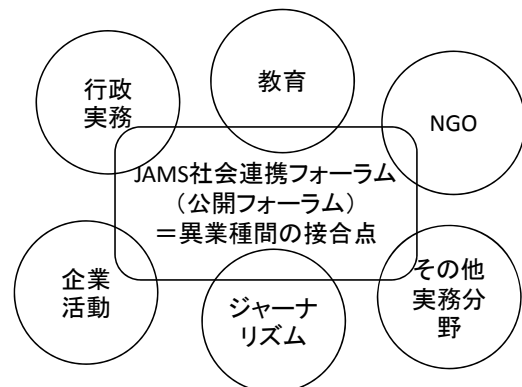 行政
実務
教育
NGO
JAMS社会連携フォーラム
（公開フォーラム）
＝異業種間の接合点
企業
活動
ジャーナ
リズム
その他
実務分
野